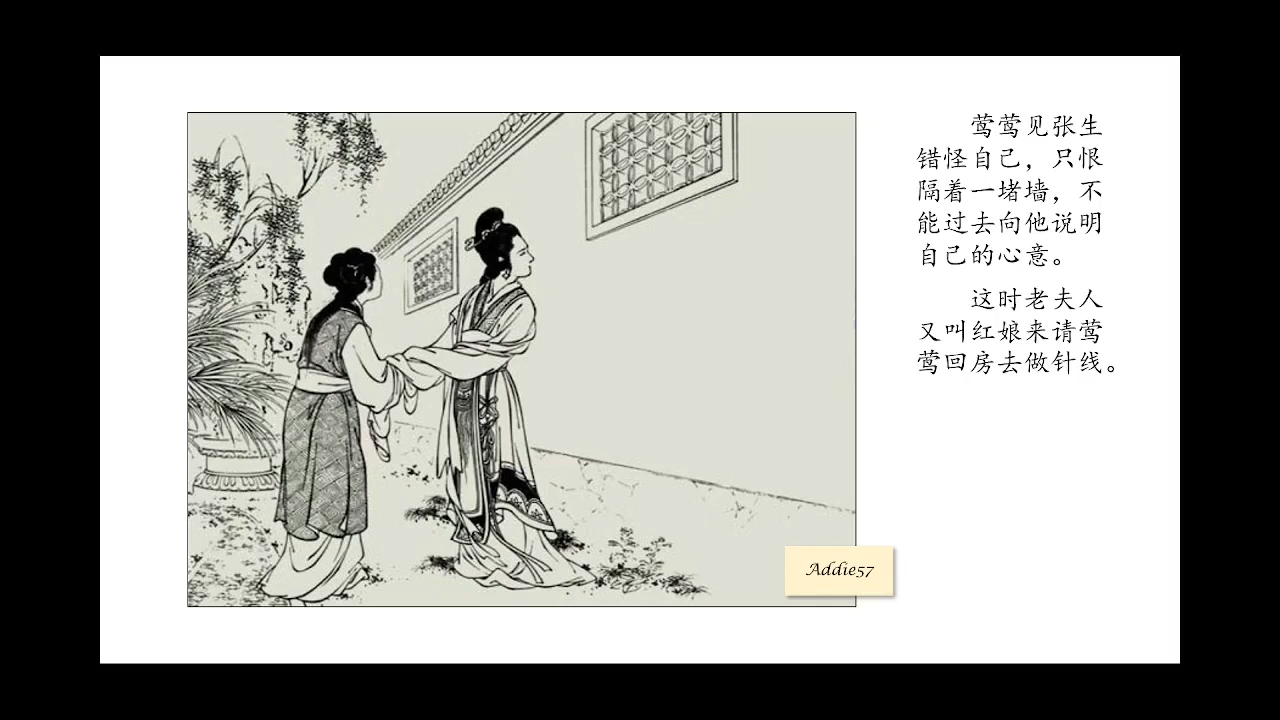 莺莺见张生
错怪自己，只恨
隔着一堵墙，不
能过去向他说明
自己的心意。
这时老夫人
又叫红娘来请莺
莺回房去做针线。
Addie57